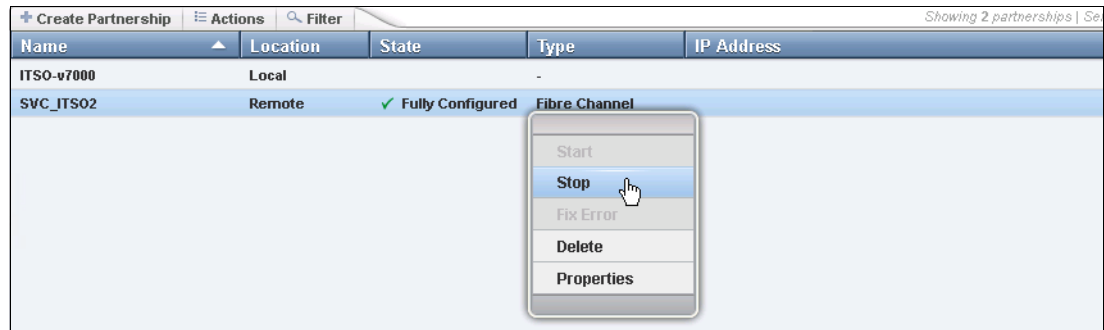 Create Partnership Actions Filter Showing 2 partnerships |
Name Location State Type IP Address
ITSO-v7000 Local -
SVC_ITSO2 Remote Fully Configured Fibre Channel
Start
Stop
Fix Error
Delete
Properties